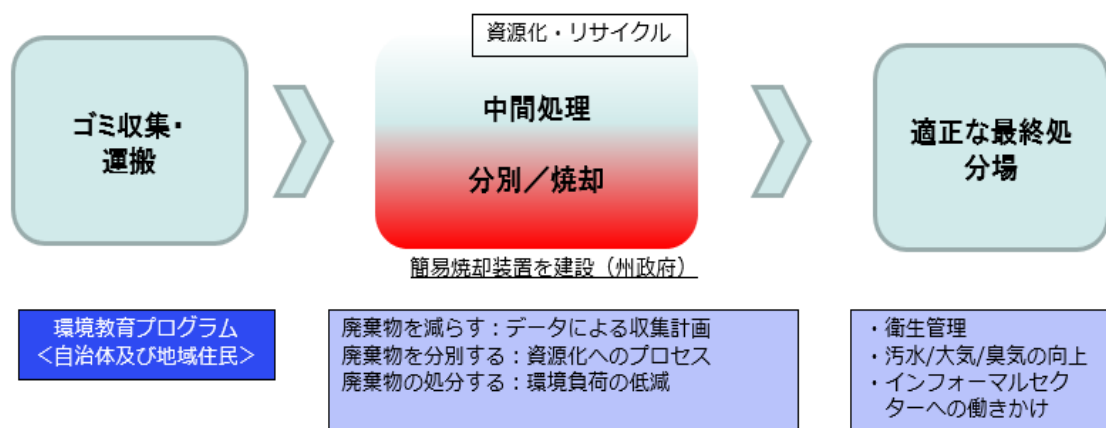 資源化・リサイクル
ゴミ収集・
運搬
中間処理
分別／焼却
適正な最終処
分場
簡易焼却装置を建設（州政府）
環境教育プログラム
＜自治体及び地域住民＞
廃棄物を減らす：データによる収集計画
廃棄物を分別する：資源化へのプロセス
廃棄物の処分する：環境負荷の低減
・衛生管理
・汚水/大気/臭気の向上
・インフォーマルセク
ターへの働きかけ